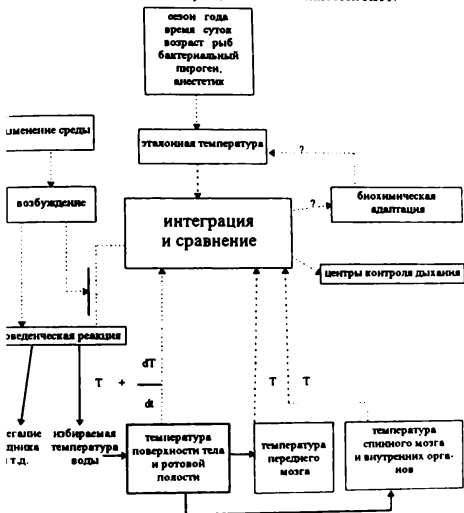 сезон года
время суток
возраст рыб
бактериальный
пироген,
анестетик
изменение среды
эталонная температура
?
возбуждение
интеграция
и сравнение
?
биохимическая
адаптация
центры контроля дыхания
поведенческая реакция
T + dT
dt
T T
избираемая
температура
воды
и т.д.
температура
поверхности тела
и ротовой
полости
температура
переднего
мозга
температура
спинного мозга
и внутренних орга-
нов